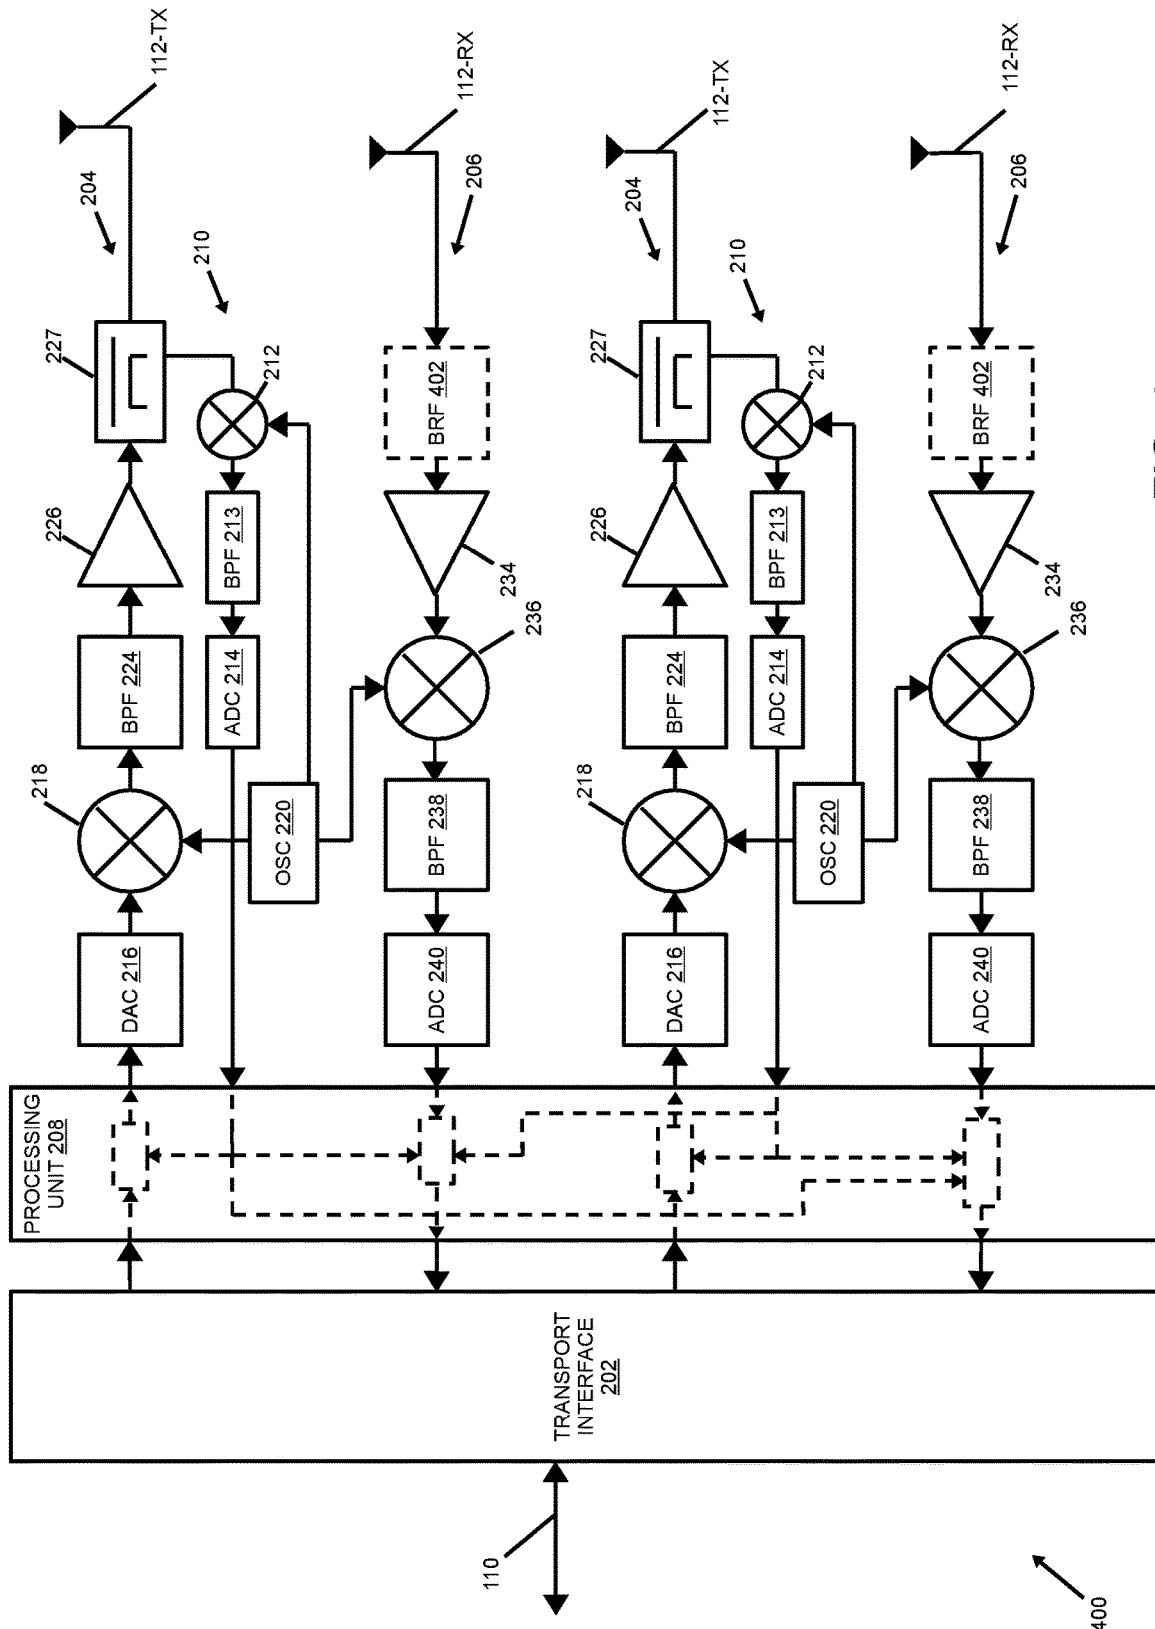 400
110
TRANSPORT
INTERFACE
202
PROCESSING
UNIT 208
DAC 216
218
BPF 224
226
227
204
112-TX
OSC 220
ADC 214
BPF 213
212
210
ADC 240
BPF 238
236
234
BRF 402
206
112-RX
DAC 216
218
BPF 224
226
227
204
112-TX
OSC 220
ADC 214
BPF 213
212
210
ADC 240
BPF 238
236
234
BRF 402
206
112-RX